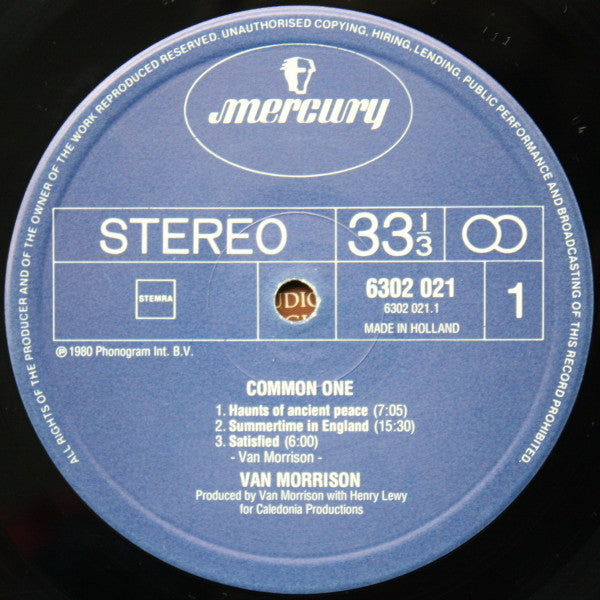 ALL RIGHTS OF THE PRODUCER AND OF THE OWNER OF THE WORK REPRODUCED RESERVED. UNAUTHORISED COPYING, HIRING, LENDING, PUBLIC PERFORMANCE AND BROADCASTING OF THIS RECORD PROHIBITED.
mercury
STEREO 33 1/3
STEMRA
6302 021 1
6302 021.1
MADE IN HOLLAND
℗ 1980 Phonogram Int. B.V.
COMMON ONE
1. Haunts of ancient peace (7:05)
2. Summertime in England (15:30)
3. Satisfied (6:00)
- Van Morrison -
VAN MORRISON
Produced by Van Morrison with Henry Lewy
for Caledonia Productions